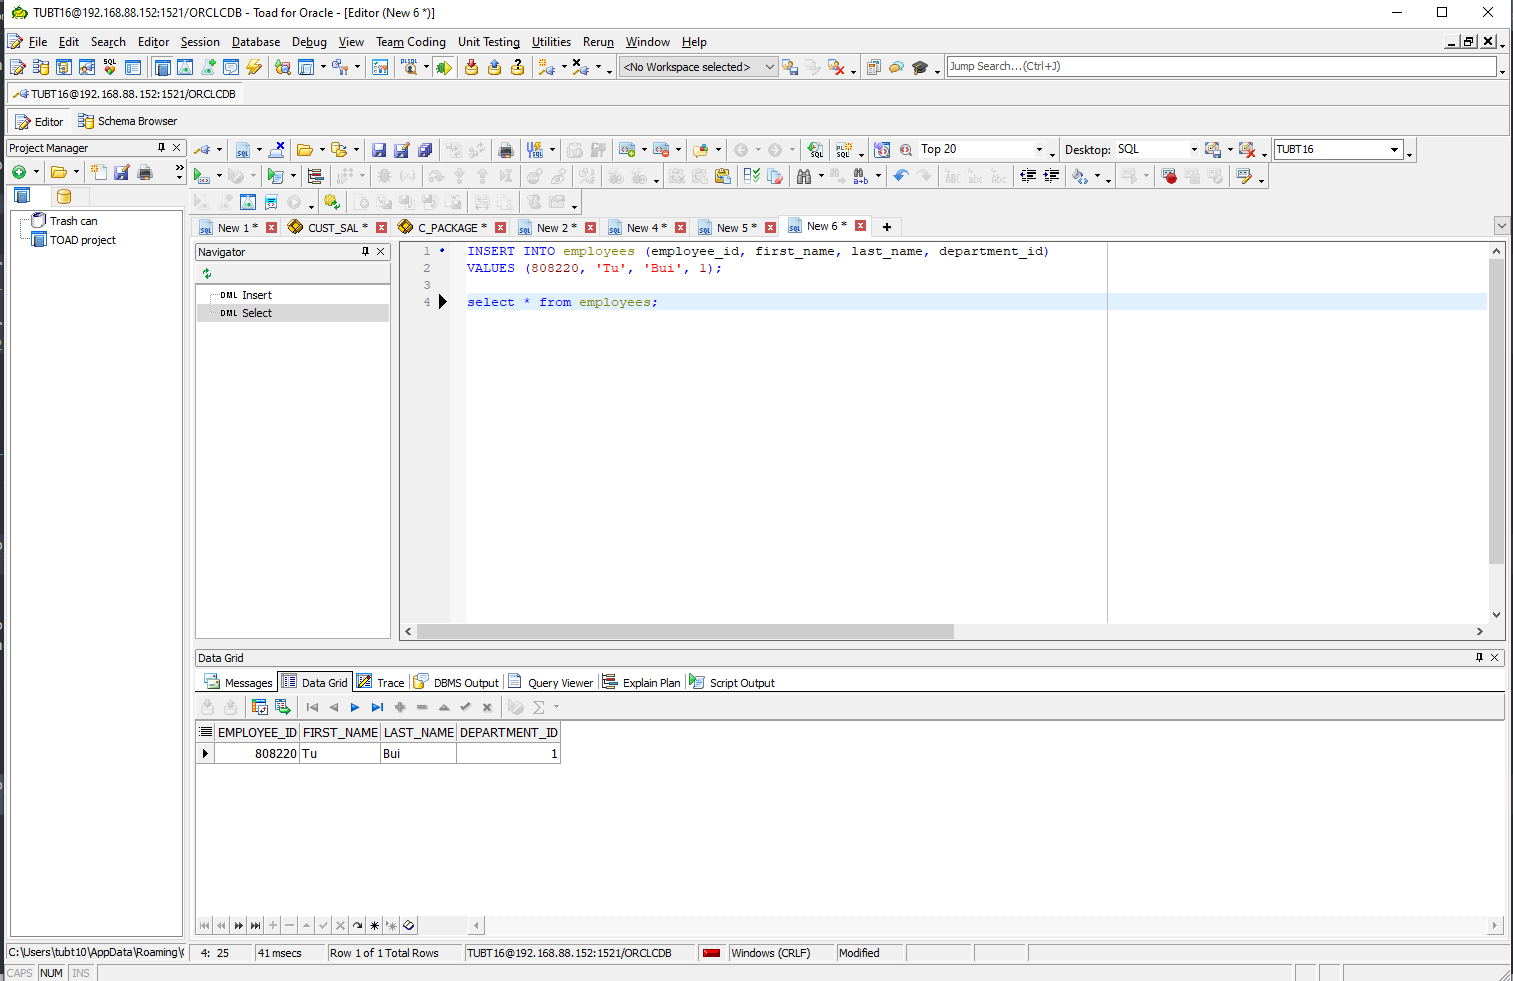 TUBT16@192.168.88.152:1521/ORCLCDB - Toad for Oracle - [Editor (New 6 *)]
File Edit Search Editor Session Database Debug View Team Coding Unit Testing Utilities Rerun Window Help
<No Workspace selected> Jump Search...(Ctrl+J)
TUBT16@192.168.88.152:1521/ORCLCDB
Editor Schema Browser
Project Manager
Top 20 Desktop: SQL TUBT16
Trash can
TOAD project
New 1 * CUST_SAL * C_PACKAGE * New 2 * New 4 * New 5 * New 6 *
Navigator
DML Insert
DML Select
1 INSERT INTO employees (employee_id, first_name, last_name, department_id)
2 VALUES (808220, 'Tu', 'Bui', 1);
3
4 select * from employees;
Data Grid
Messages Data Grid Trace DBMS Output Query Viewer Explain Plan Script Output
EMPLOYEE_ID FIRST_NAME LAST_NAME DEPARTMENT_ID
808220 Tu Bui 1
C:\Users\tubt10\AppData\Roaming\ 4: 25 41 msecs Row 1 of 1 Total Rows TUBT16@192.168.88.152:1521/ORCLCDB Windows (CRLF) Modified
CAPS NUM INS